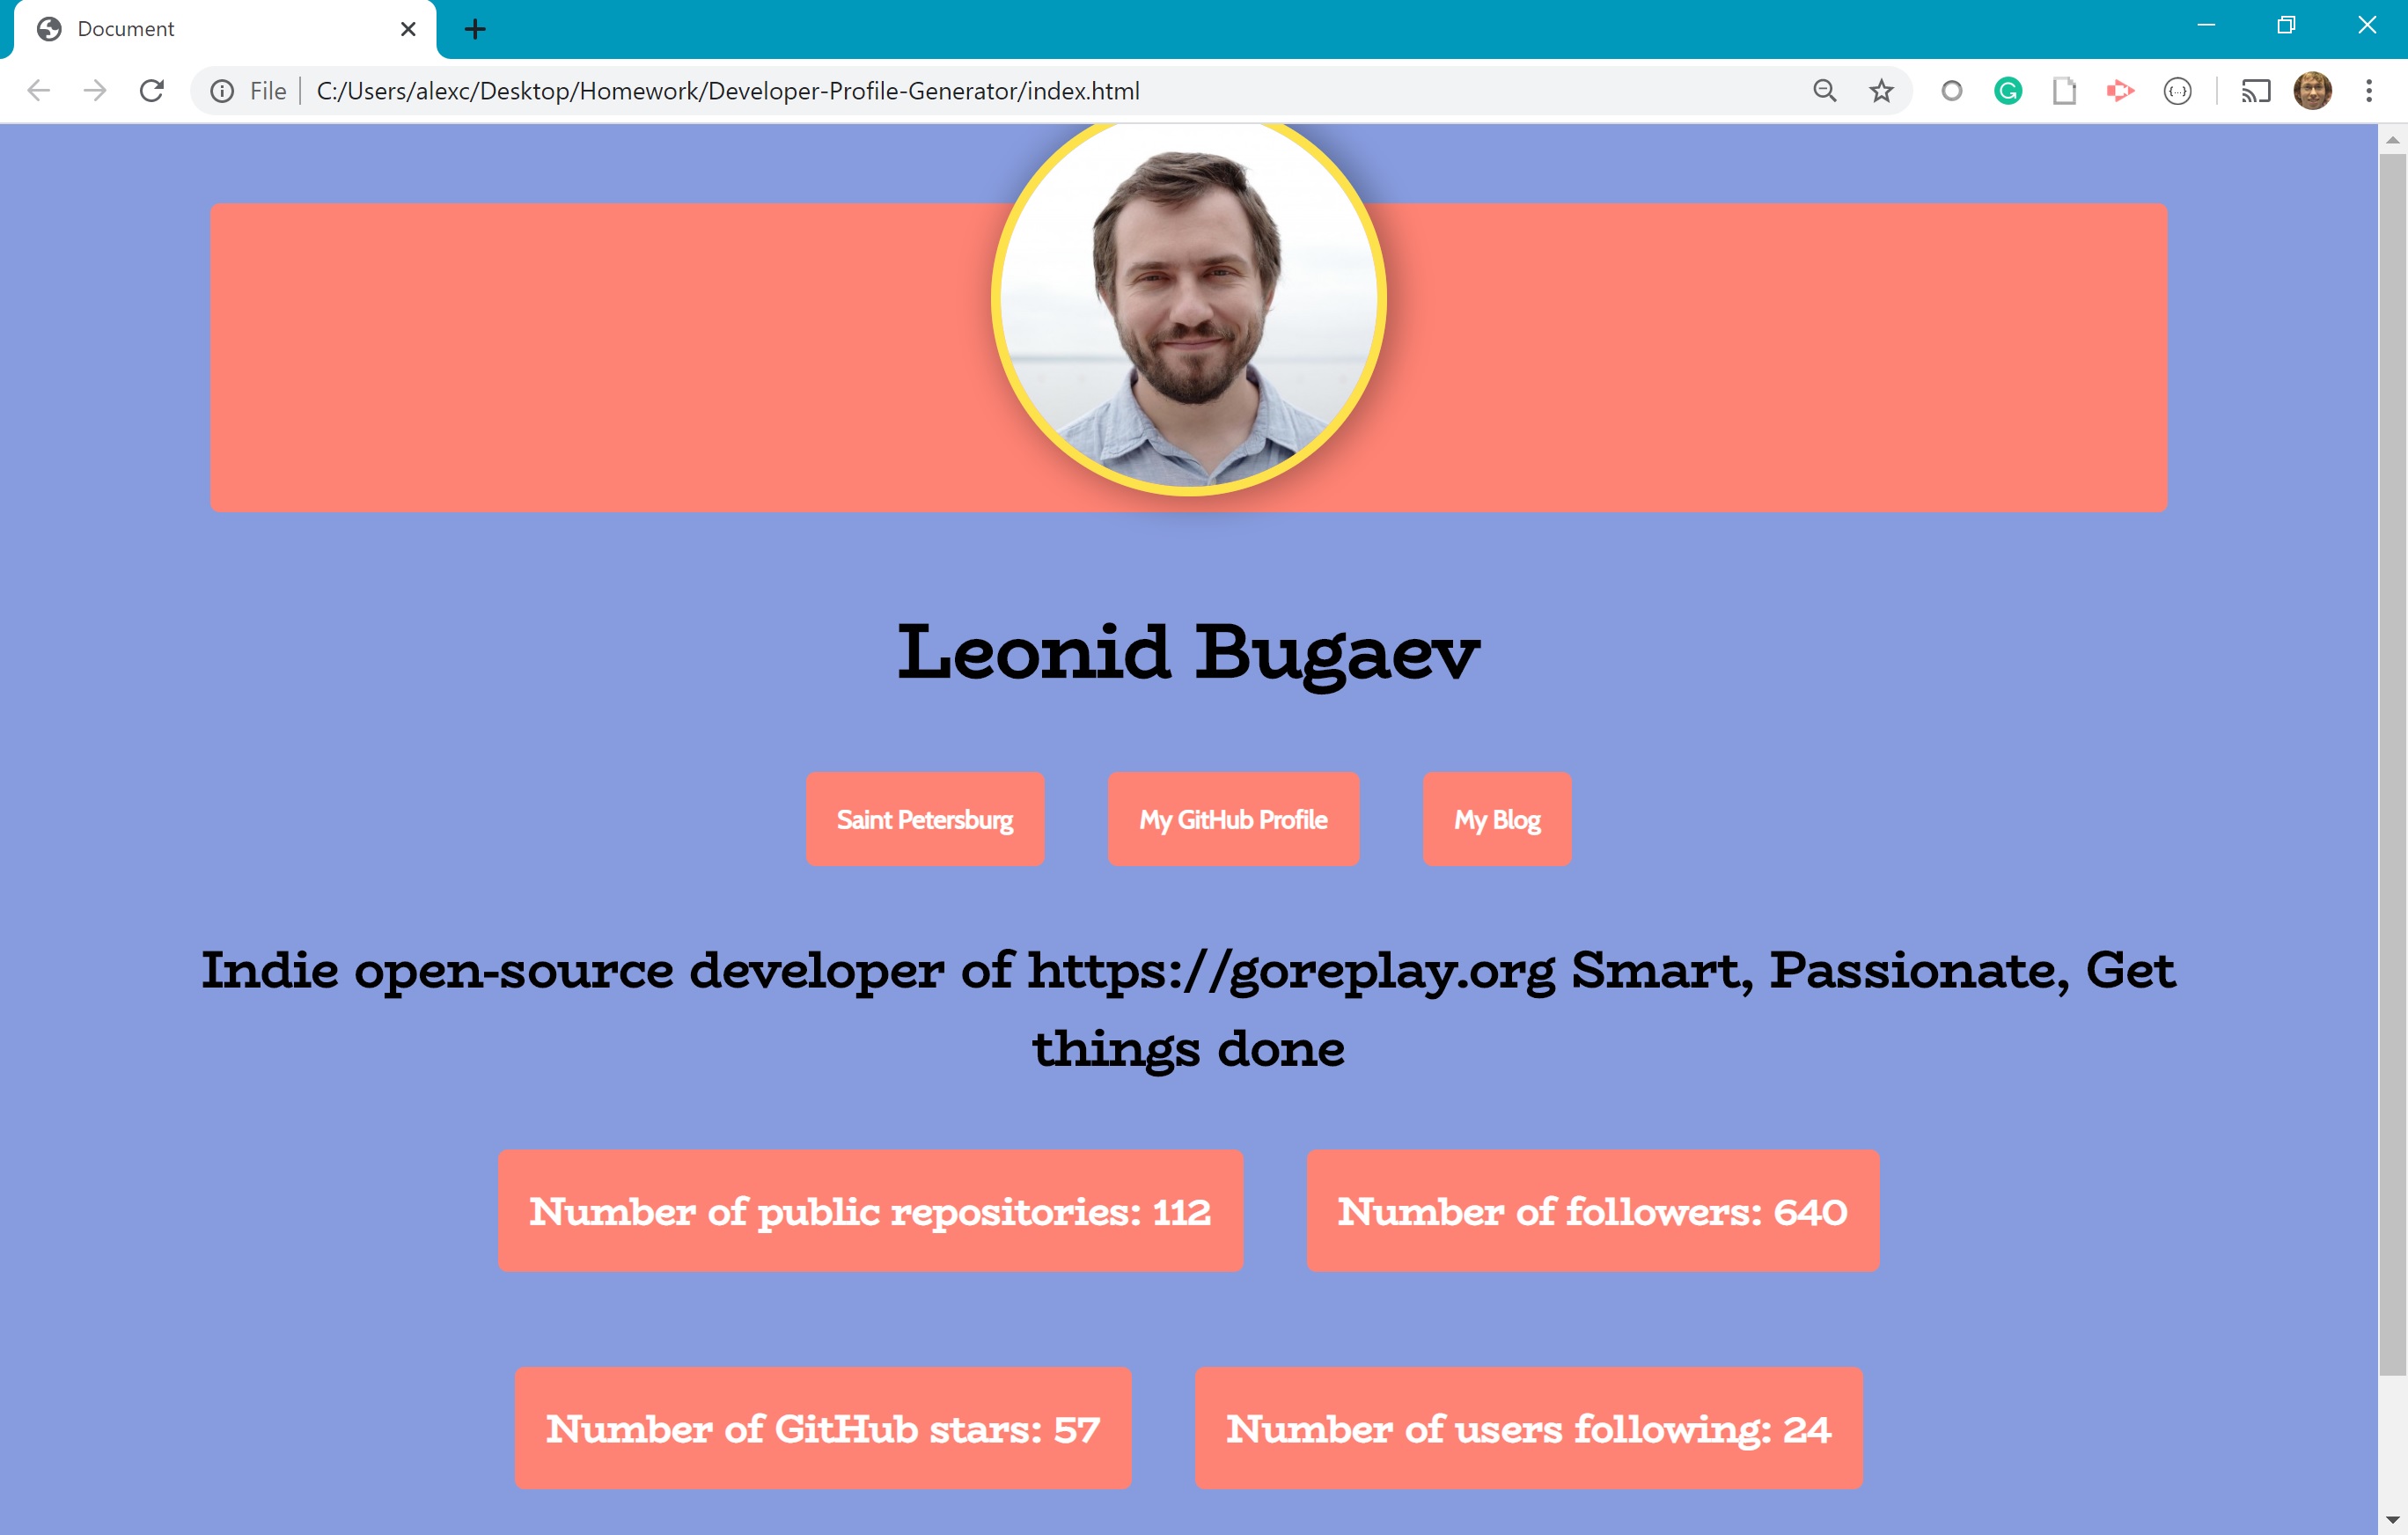 Document
File
C:/Users/alexc/Desktop/Homework/Developer-Profile-Generator/index.html
Leonid Bugaev
Saint Petersburg
My GitHub Profile
My Blog
Indie open-source developer of https://goreplay.org Smart, Passionate, Get
things done
Number of public repositories: 112
Number of followers: 640
Number of GitHub stars: 57
Number of users following: 24